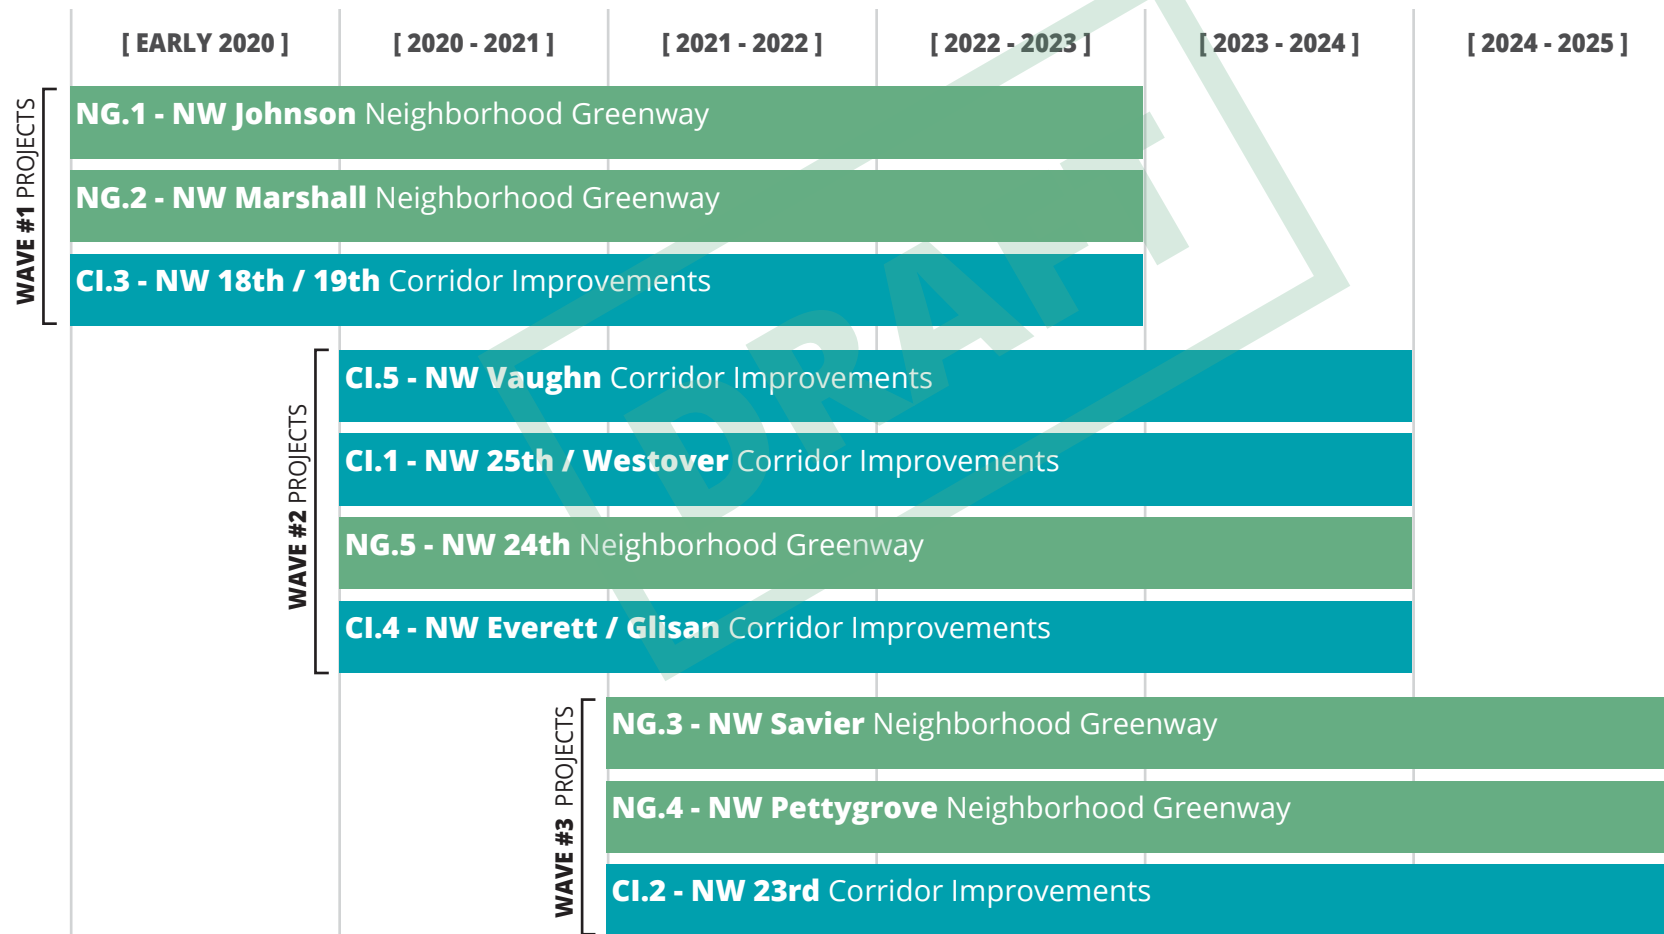 [ EARLY 2020 ] [ 2020 - 2021 ] [ 2021 - 2022 ] [ 2022 - 2023 ] [ 2023 - 2024 ] [ 2024 - 2025 ]
WAVE #1 PROJECTS
NG.1 - NW Johnson Neighborhood Greenway
NG.2 - NW Marshall Neighborhood Greenway
CI.3 - NW 18th / 19th Corridor Improvements
WAVE #2 PROJECTS
CI.5 - NW Vaughn Corridor Improvements
CI.1 - NW 25th / Westover Corridor Improvements
NG.5 - NW 24th Neighborhood Greenway
CI.4 - NW Everett / Glisan Corridor Improvements
WAVE #3 PROJECTS
NG.3 - NW Savier Neighborhood Greenway
NG.4 - NW Pettygrove Neighborhood Greenway
CI.2 - NW 23rd Corridor Improvements
DRAFT